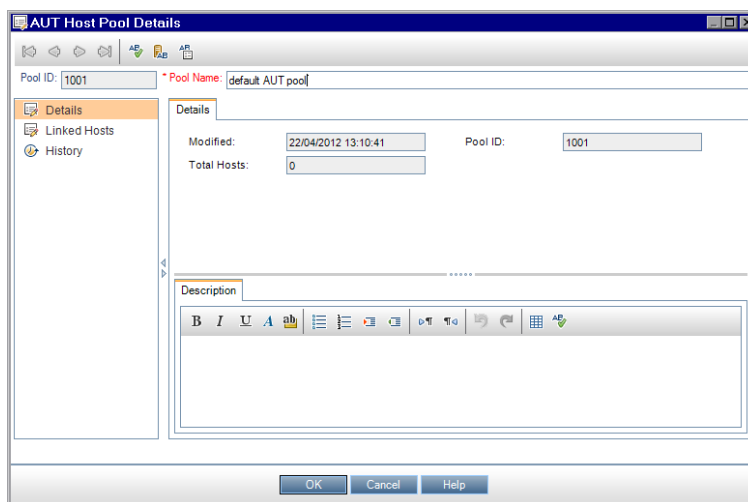 AUT Host Pool Details
Pool ID: 1001 * Pool Name: default AUT pool
Details
Linked Hosts
History
Details
Modified: 22/04/2012 13:10:41 Pool ID: 1001
Total Hosts: 0
Description
B I U A ab
OK Cancel Help